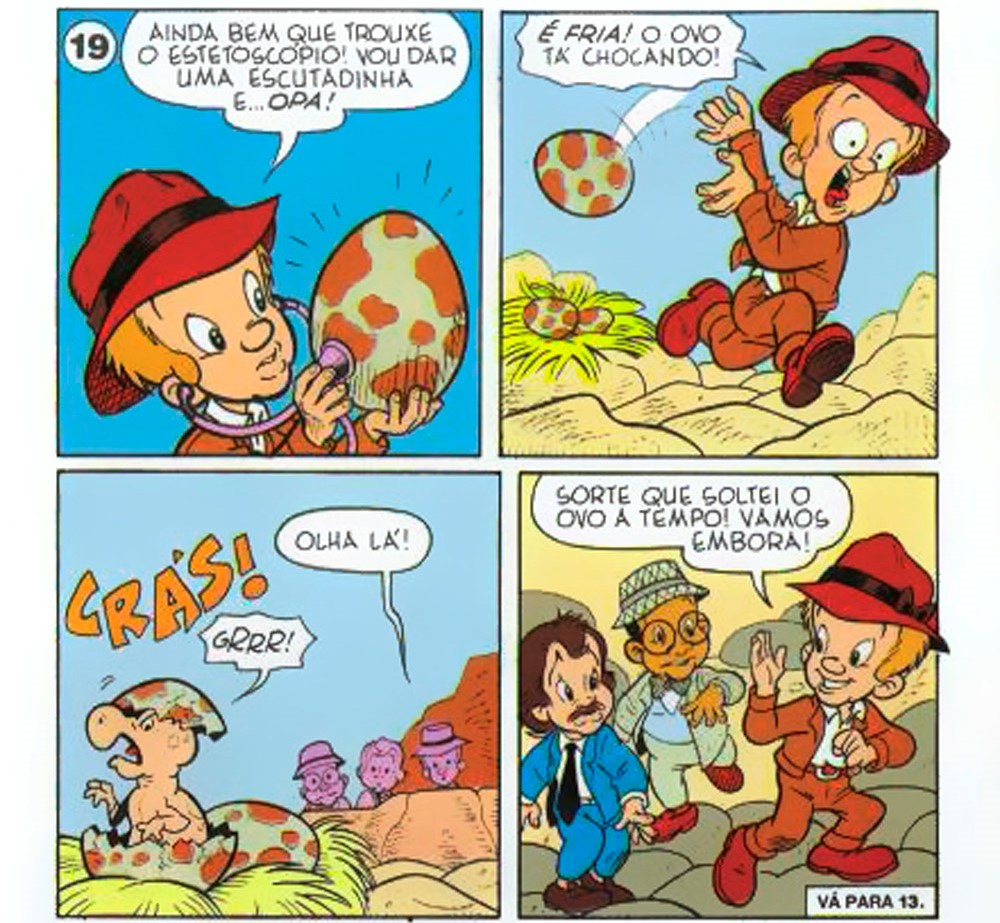 19
AINDA BEM QUE TROUXE
O ESTETOSCÓPIO! VOU DAR
UMA ESCUTADINHA
E... OPA!
É FRIA! O OVO
TÁ CHOCANDO!
CRÁS!
OLHA LÁ!
GRRR!
SORTE QUE SOLTEI O
OVO A TEMPO! VAMOS
EMBORA!
VÁ PARA 13.